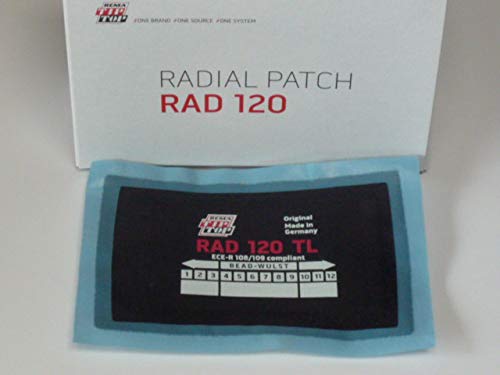 REMA
TIP
TOP
//ONE BRAND //ONE SOURCE //ONE SYSTEM
RADIAL PATCH
RAD 120
REMA
TIP
TOP
Original
Made in
Germany
RAD 120 TL
ECE-R 108/109 compliant
BEAD-WULST
1 2 3 4 5 6 7 8 9 10 11 12